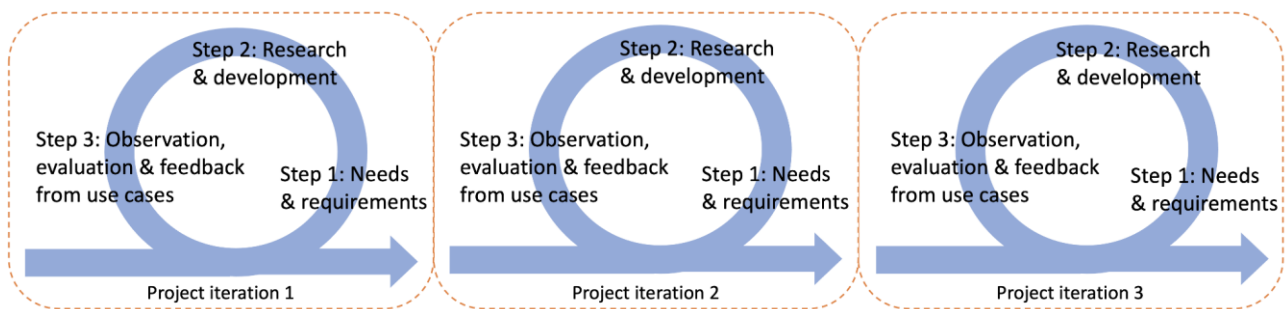 Step 2: Research
& development
Step 3: Observation,
evaluation & feedback
from use cases
Step 1: Needs
& requirements
Project iteration 1
Step 2: Research
& development
Step 3: Observation,
evaluation & feedback
from use cases
Step 1: Needs
& requirements
Project iteration 2
Step 2: Research
& development
Step 3: Observation,
evaluation & feedback
from use cases
Step 1: Needs
& requirements
Project iteration 3